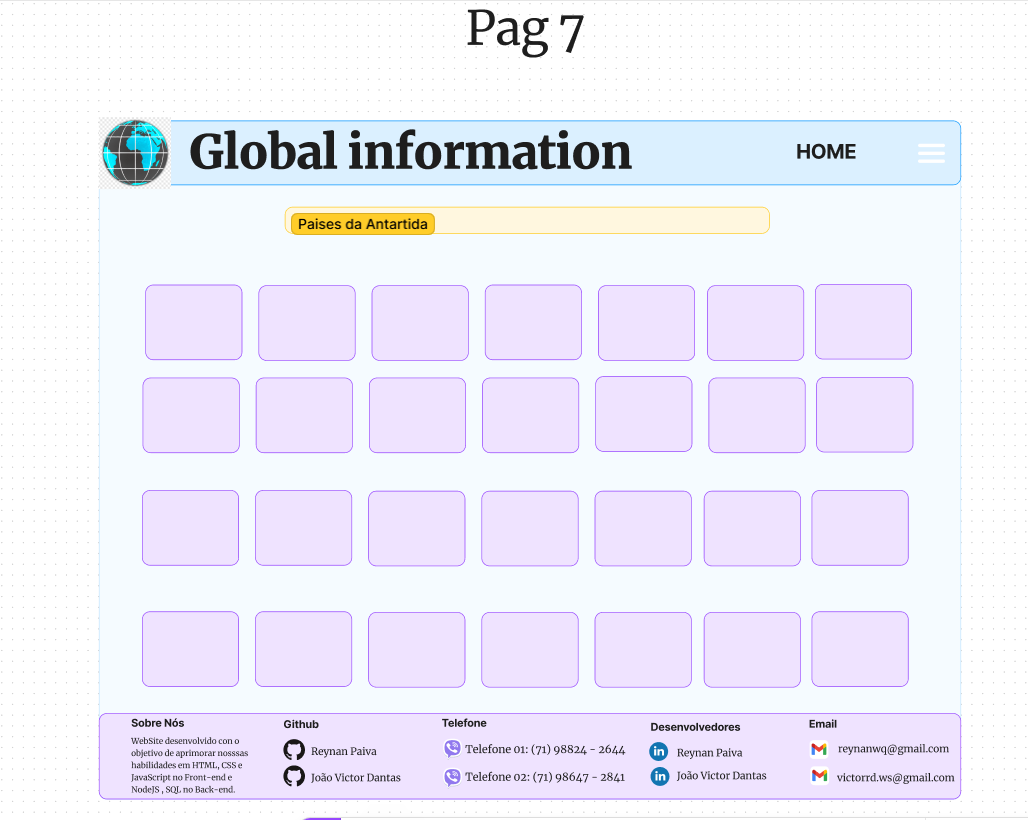 Pag 7
Global information
HOME
Paises da Antartida
Sobre Nós
WebSite desenvolvido con o
objetivo de aprimorar nosssas
habilidades em HTML, CSS e
JavaScript no Front-end e
NodeJS , SQL no Back-end.
Github
Reynan Paiva
João Victor Dantas
Telefone
Telefone 01: (71) 98824 - 2644
Telefone 02: (71) 98647 - 2841
Desenvolvedores
in Reynan Paiva
in João Victor Dantas
Email
reynanwq@gmail.com
victorrd.ws@gmail.com